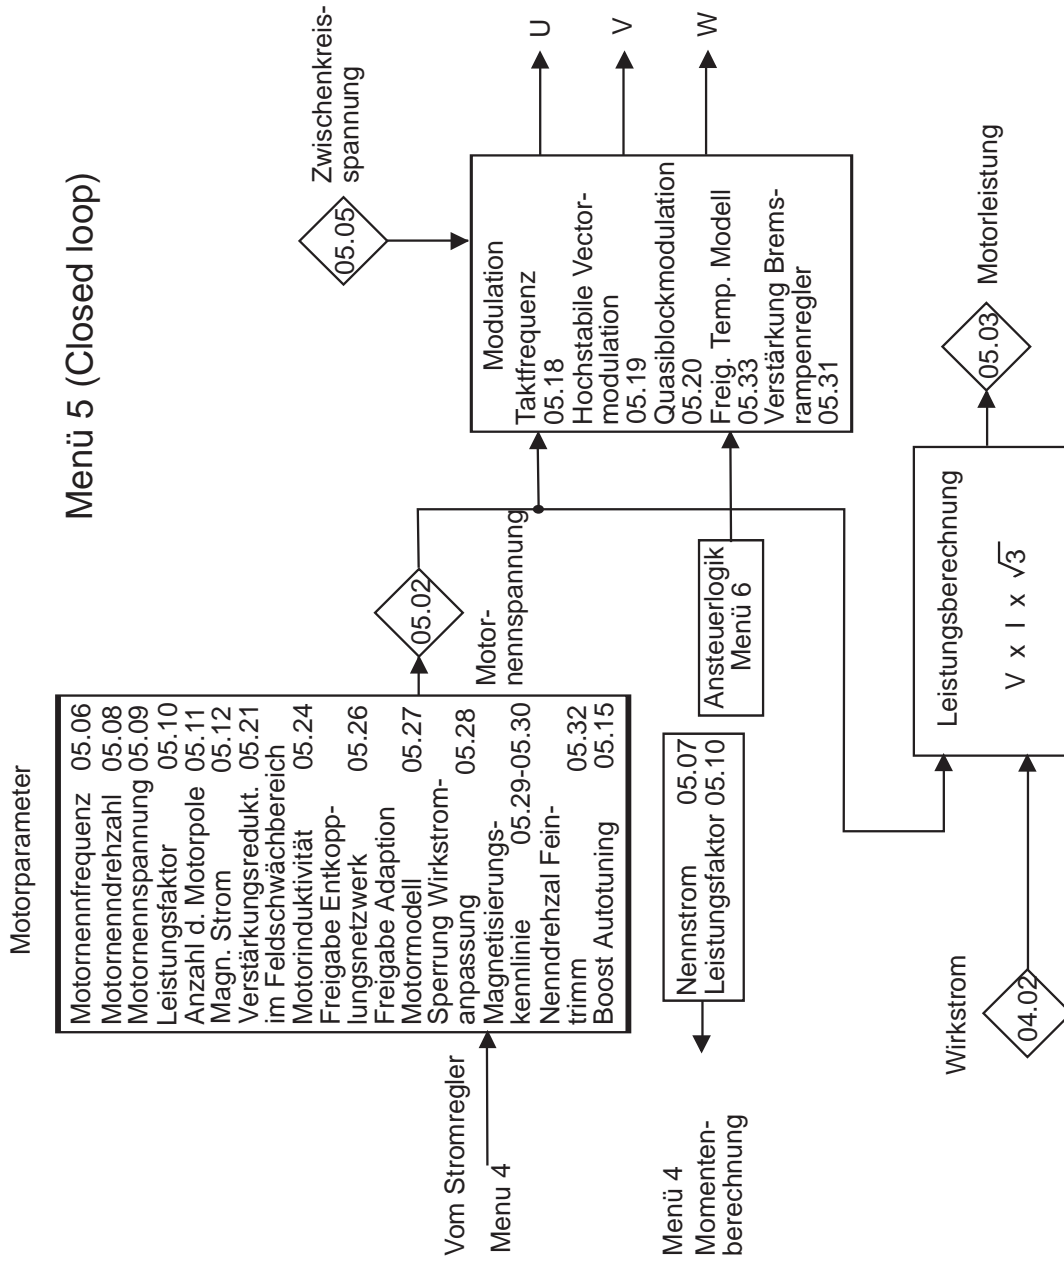 Menü 5 (Closed loop)
Motorparameter
Motornennfrequenz 05.06
Motornenndrehzahl 05.08
Motornennspannung 05.09
Leistungsfaktor 05.10
Anzahl d. Motorpole 05.11
Magn. Strom 05.12
Verstärkungsredukt. 05.21
im Feldschwächbereich
Motorinduktivität 05.24
Freigabe Entkopp-
lungsnetzwerk 05.26
Freigabe Adaption
Motormodell 05.27
Sperrung Wirkstrom-
anpassung 05.28
Magnetisierungs-
kennlinie 05.29-05.30
Nenndrehzal Fein-
trimm 05.32
Boost Autotuning 05.15
Vom Stromregler
Menu 4
05.02
Motor-
nennspannung
05.05
Zwischenkreis-
spannung
Modulation
Taktfrequenz
05.18
Hochstabile Vector-
modulation
05.19
Quasiblockmodulation
05.20
Freig. Temp. Modell
05.33
Verstärkung Brems-
rampenregler
05.31
U
V
W
Ansteuerlogik
Menü 6
Nennstrom 05.07
Leistungsfaktor 05.10
Menü 4
Momenten-
berechnung
Wirkstrom
04.02
Leistungsberechnung
V x I x √3
05.03
Motorleistung